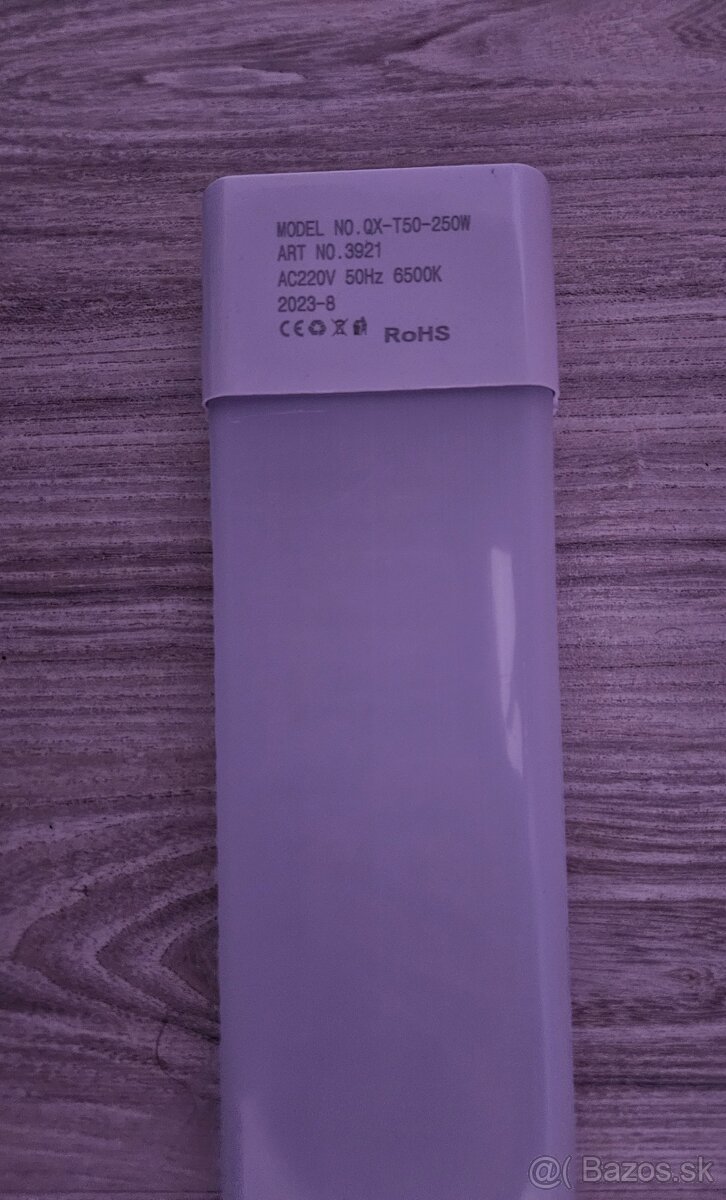 MODEL NO.QX-T50-250W
ART NO.3921
AC220V 50Hz 6500K
2023-8
CE RoHS
@( Bazos.sk